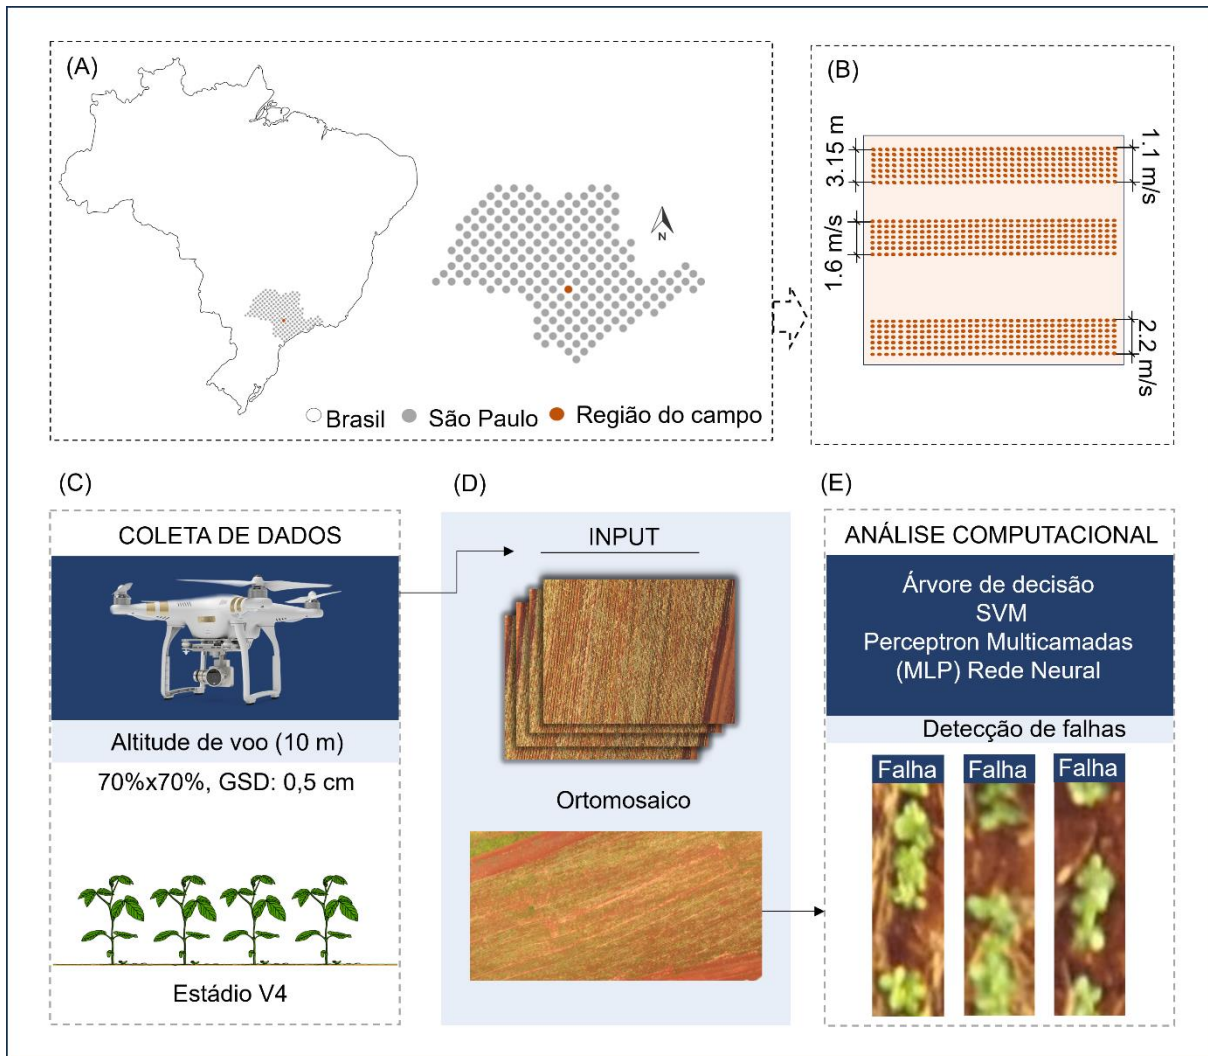 (A)
N
Brasil
São Paulo
Região do campo
(B)
3.15 m
1.1 m/s
1.6 m/s
2.2 m/s
(C)
COLETA DE DADOS
Altitude de voo (10 m)
70%x70%, GSD: 0,5 cm
Estádio V4
(D)
INPUT
Ortomosaico
(E)
ANÁLISE COMPUTACIONAL
Árvore de decisão
SVM
Perceptron Multicamadas
(MLP) Rede Neural
Detecção de falhas
Falha
Falha
Falha